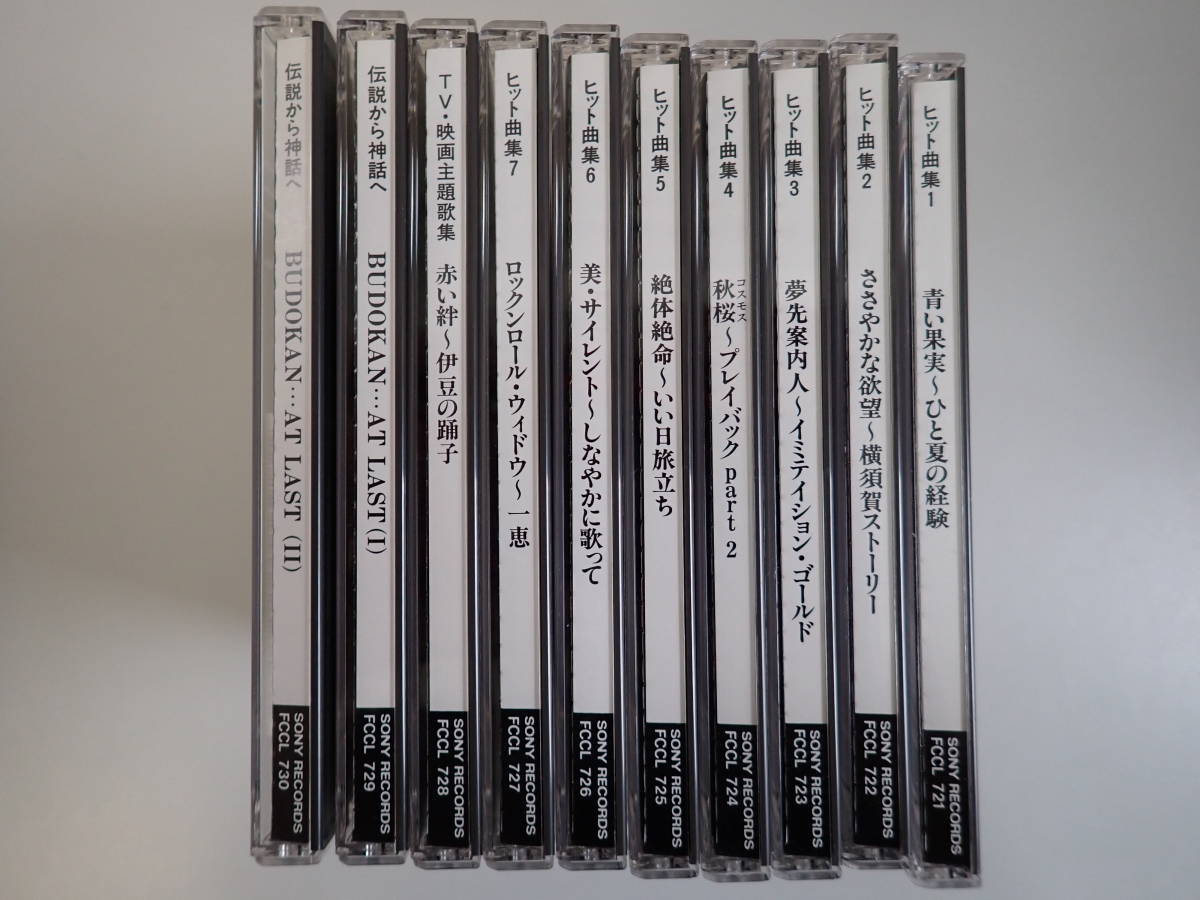 伝説から神話へ BUDOKAN…AT LAST (II)
SONY RECORDS
FCCL 730
伝説から神話へ BUDOKAN…AT LAST (I)
SONY RECORDS
FCCL 729
TV・映画主題歌集 赤い絆～伊豆の踊子
SONY RECORDS
FCCL 728
ヒット曲集7 ロックンロール・ウィドウ～一恵
SONY RECORDS
FCCL 727
ヒット曲集6 美・サイレント～しなやかに歌って
SONY RECORDS
FCCL 726
ヒット曲集5 絶体絶命～いい日旅立ち
SONY RECORDS
FCCL 725
ヒット曲集4 秋桜～プレイバック part 2
コスモス
SONY RECORDS
FCCL 724
ヒット曲集3 夢先案内人～イミテイション・ゴールド
SONY RECORDS
FCCL 723
ヒット曲集2 ささやかな欲望～横須賀ストーリー
SONY RECORDS
FCCL 722
ヒット曲集1 青い果実～ひと夏の経験
SONY RECORDS
FCCL 721